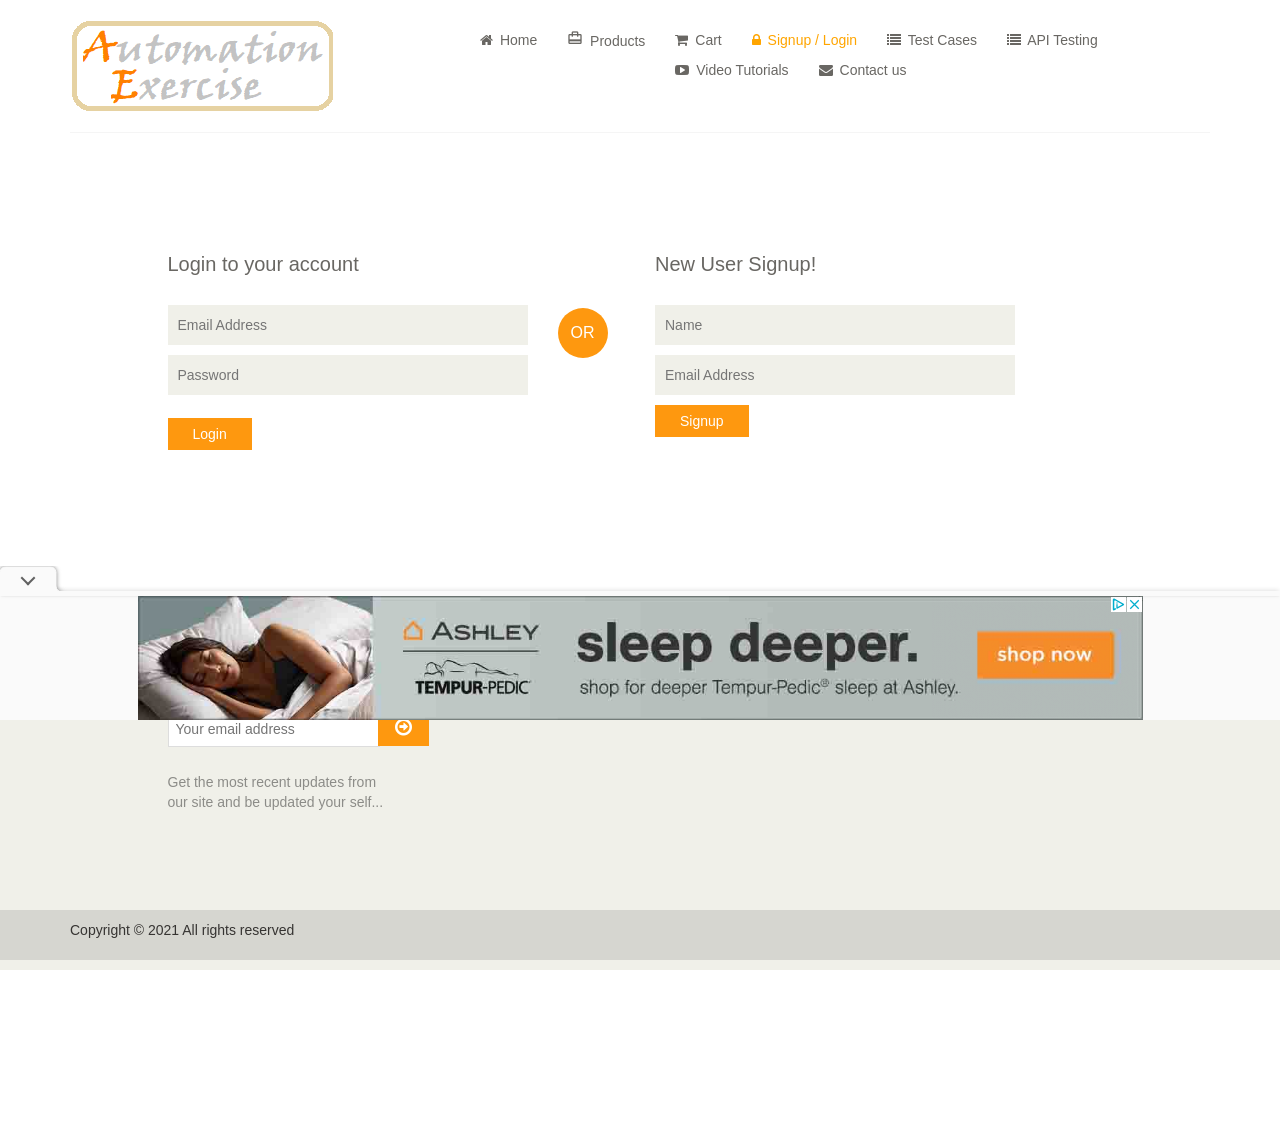 Automation
Exercise
Home
Products
Cart
Signup / Login
Test Cases
API Testing
Video Tutorials
Contact us
Login to your account
Email Address
Password
Login
OR
New User Signup!
Name
Email Address
Signup
ASHLEY
TEMPUR-PEDIC
sleep deeper.
shop for deeper Tempur-Pedic® sleep at Ashley.
shop now
Your email address
Get the most recent updates from
our site and be updated your self...
Copyright © 2021 All rights reserved